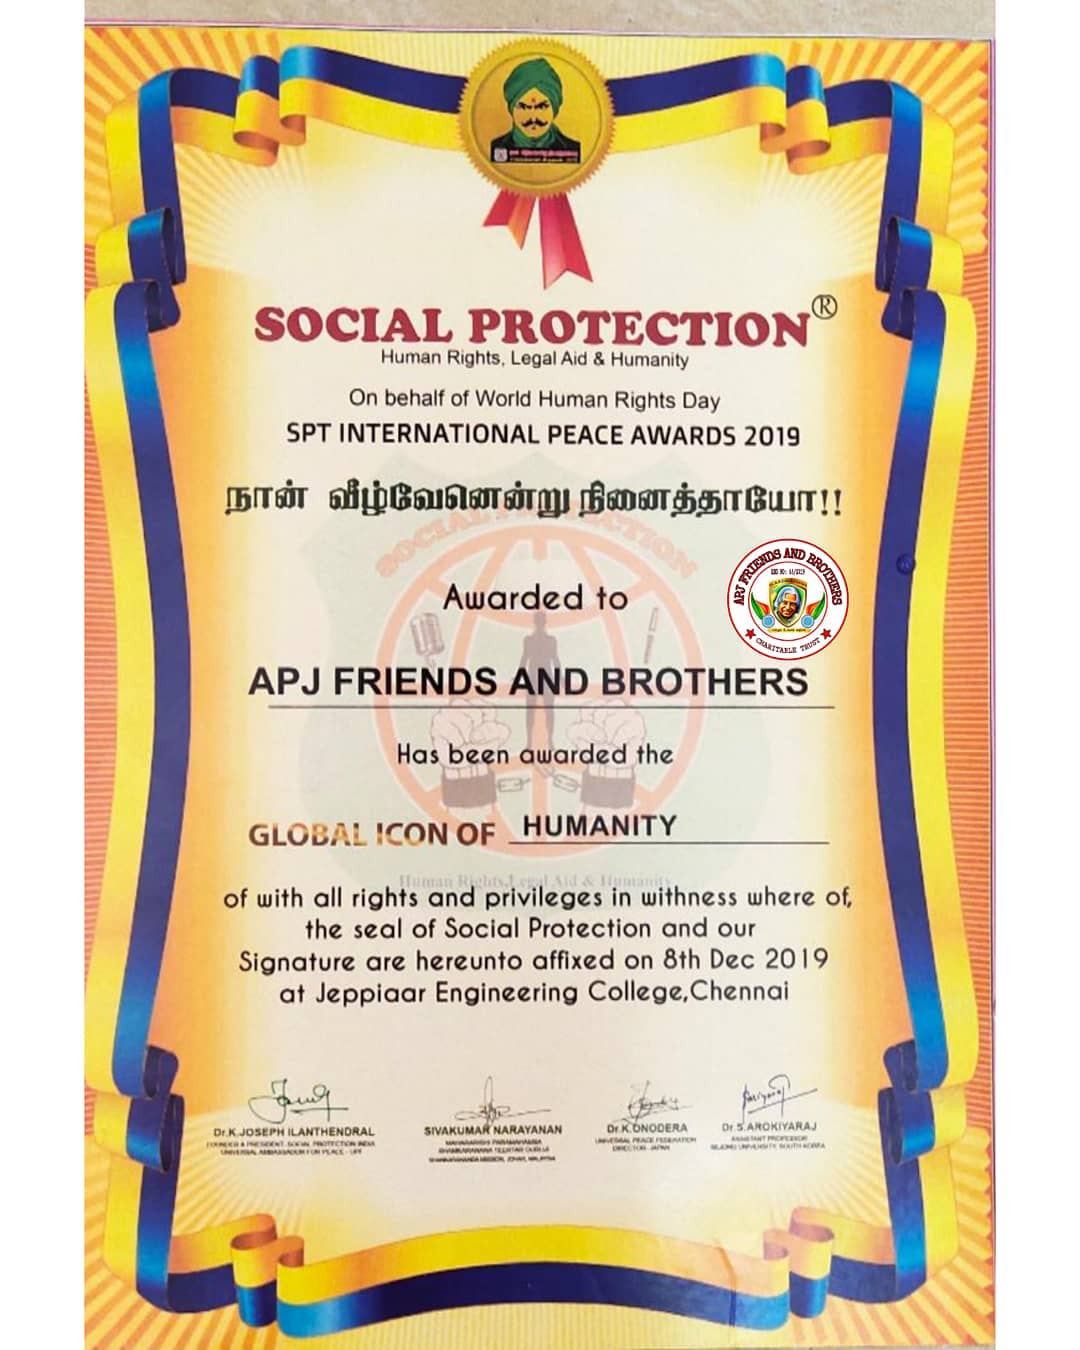 SOCIAL PROTECTION®
Human Rights, Legal Aid & Humanity
On behalf of World Human Rights Day
SPT INTERNATIONAL PEACE AWARDS 2019
நான் வீழ்வேனென்று நினைத்தாயோ!!
SOCIAL PROTECTION
APJ FRIENDS AND BROTHERS
CHARITABLE TRUST
Awarded to
APJ FRIENDS AND BROTHERS
Has been awarded the
GLOBAL ICON OF HUMANITY
Human Rights, Legal Aid & Humanity
of with all rights and privileges in withness where of,
the seal of Social Protection and our
Signature are hereunto affixed on 8th Dec 2019
at Jeppiaar Engineering College,Chennai
Dr.K.JOSEPH ILANTHENDRAL
FOUNDER & PRESIDENT, SOCIAL PROTECTION INDIA
UNIVERSAL AMBASSADOR FOR PEACE - UPF
SIVAKUMAR NARAYANAN
Dr.K.ONODERA
UNIVERSAL PEACE FEDERATION
DIRECTOR- JAPAN
Dr.S.AROKIYARAJ
ASSISTANT PROFESSOR
SEJONG UNIVERSITY, SOUTH KOREA